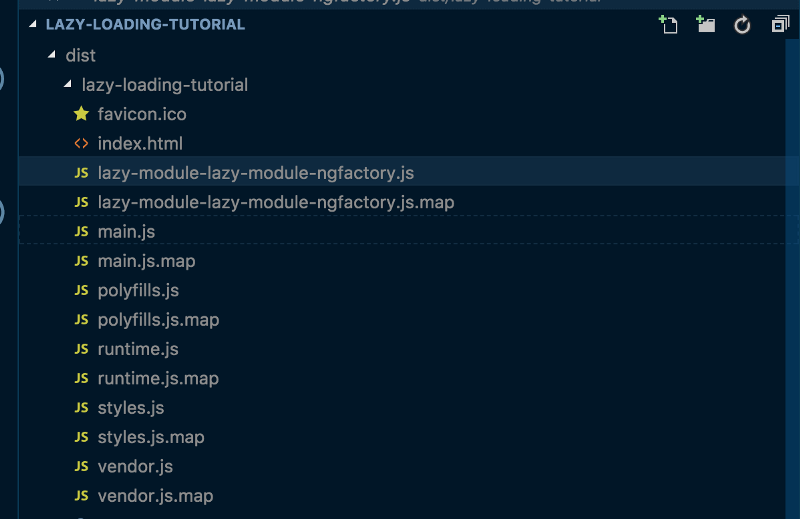 LAZY-LOADING-TUTORIAL
dist
lazy-loading-tutorial
favicon.ico
<> index.html
JS lazy-module-lazy-module-ngfactory.js
JS lazy-module-lazy-module-ngfactory.js.map
JS main.js
JS main.js.map
JS polyfills.js
JS polyfills.js.map
JS runtime.js
JS runtime.js.map
JS styles.js
JS styles.js.map
JS vendor.js
JS vendor.js.map